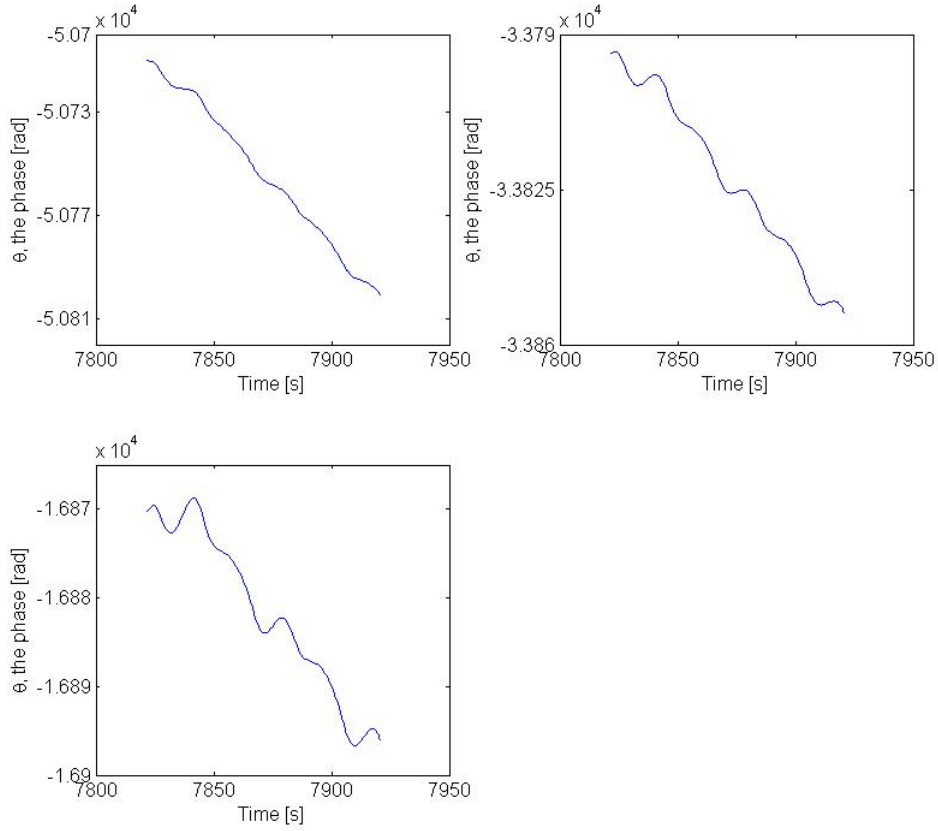 x 10^4
-5.07
-5.073
-5.077
-5.081
θ, the phase [rad]
7800 7850 7900 7950
Time [s]
x 10^4
-3.379
-3.3825
-3.386
θ, the phase [rad]
7800 7850 7900 7950
Time [s]
x 10^4
-1.687
-1.688
-1.689
-1.69
θ, the phase [rad]
7800 7850 7900 7950
Time [s]